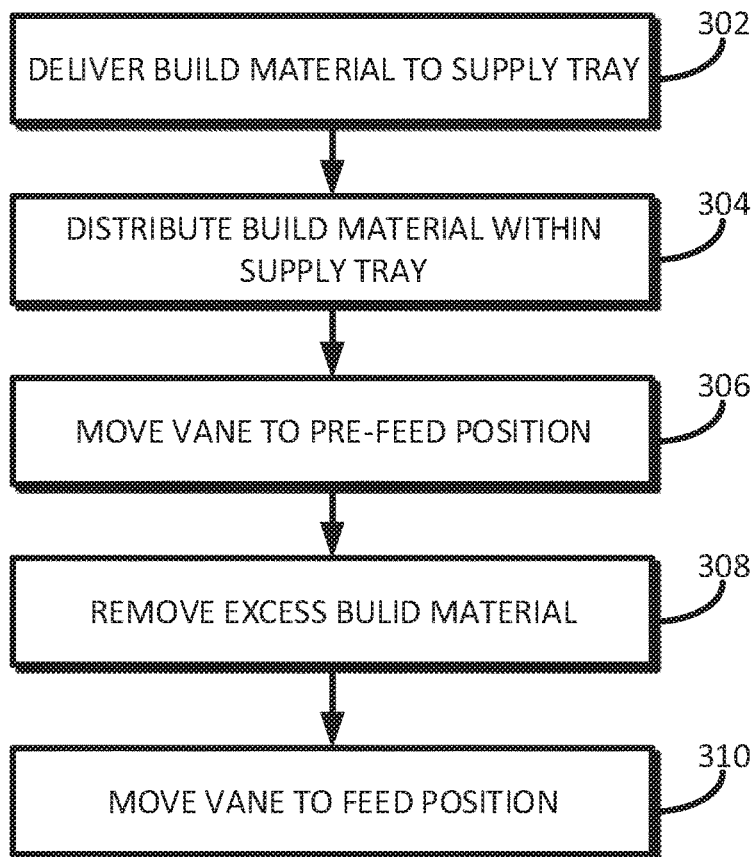 302
DELIVER BUILD MATERIAL TO SUPPLY TRAY
304
DISTRIBUTE BUILD MATERIAL WITHIN
SUPPLY TRAY
306
MOVE VANE TO PRE-FEED POSITION
308
REMOVE EXCESS BULID MATERIAL
310
MOVE VANE TO FEED POSITION